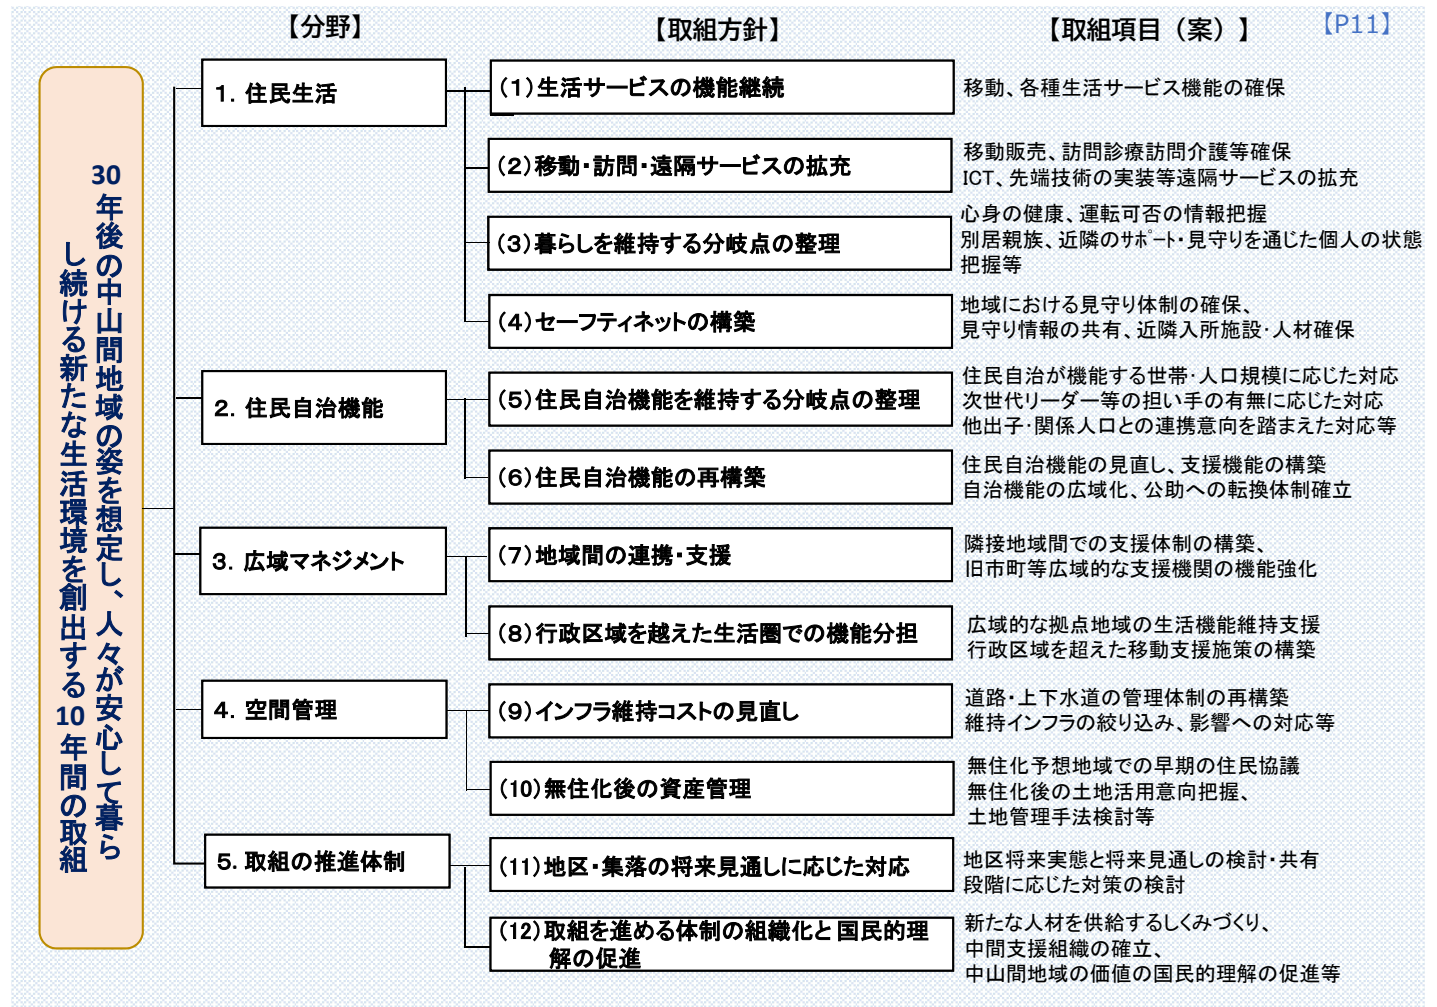 【分野】
【取組方針】
【取組項目（案）】
【P11】
30年後の中山間地域の姿を想定し、人々が安心して暮ら
し続ける新たな生活環境を創出する10年間の取組
1．住民生活
（1）生活サービスの機能継続
移動、各種生活サービス機能の確保
（2）移動・訪問・遠隔サービスの拡充
移動販売、訪問診療訪問介護等確保
ICT、先端技術の実装等遠隔サービスの拡充
（3）暮らしを維持する分岐点の整理
心身の健康、運転可否の情報把握
別居親族、近隣のｻﾎﾟｰﾄ・見守りを通じた個人の状態
把握等
（4）セーフティネットの構築
地域における見守り体制の確保、
見守り情報の共有、近隣入所施設・人材確保
2．住民自治機能
（5）住民自治機能を維持する分岐点の整理
住民自治が機能する世帯・人口規模に応じた対応
次世代リーダー等の担い手の有無に応じた対応
他出子・関係人口との連携意向を踏まえた対応等
（6）住民自治機能の再構築
住民自治機能の見直し、支援機能の構築
自治機能の広域化、公助への転換体制確立
3．広域マネジメント
（7）地域間の連携・支援
隣接地域間での支援体制の構築、
旧市町等広域的な支援機関の機能強化
（8）行政区域を越えた生活圏での機能分担
広域的な拠点地域の生活機能維持支援
行政区域を超えた移動支援施策の構築
4．空間管理
（9）インフラ維持コストの見直し
道路・上下水道の管理体制の再構築
維持インフラの絞り込み、影響への対応等
（10）無住化後の資産管理
無住化予想地域での早期の住民協議
無住化後の土地活用意向把握、
土地管理手法検討等
5．取組の推進体制
（11）地区・集落の将来見通しに応じた対応
地区将来実態と将来見通しの検討・共有
段階に応じた対策の検討
（12）取組を進める体制の組織化と国民的理
解の促進
新たな人材を供給するしくみづくり、
中間支援組織の確立、
中山間地域の価値の国民的理解の促進等